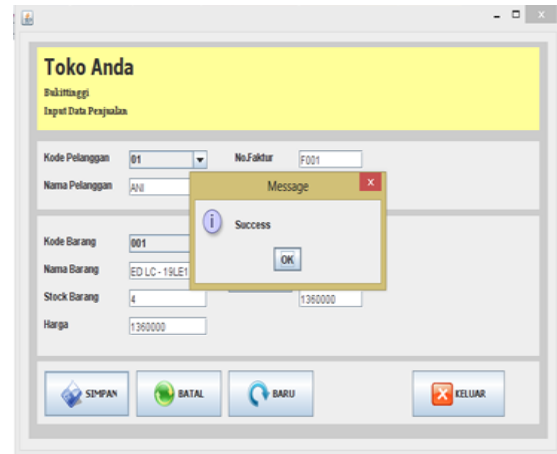 Toko Anda
Bukittinggi
Input Data Penjualan
Kode Pelanggan 01 No.Faktur F001
Nama Pelanggan ANI
Message
Success
OK
Kode Barang 001
Nama Barang ED LC - 19LE1
Stock Barang 4 1360000
Harga 1360000
SIMPAN BATAL BARU KELUAR